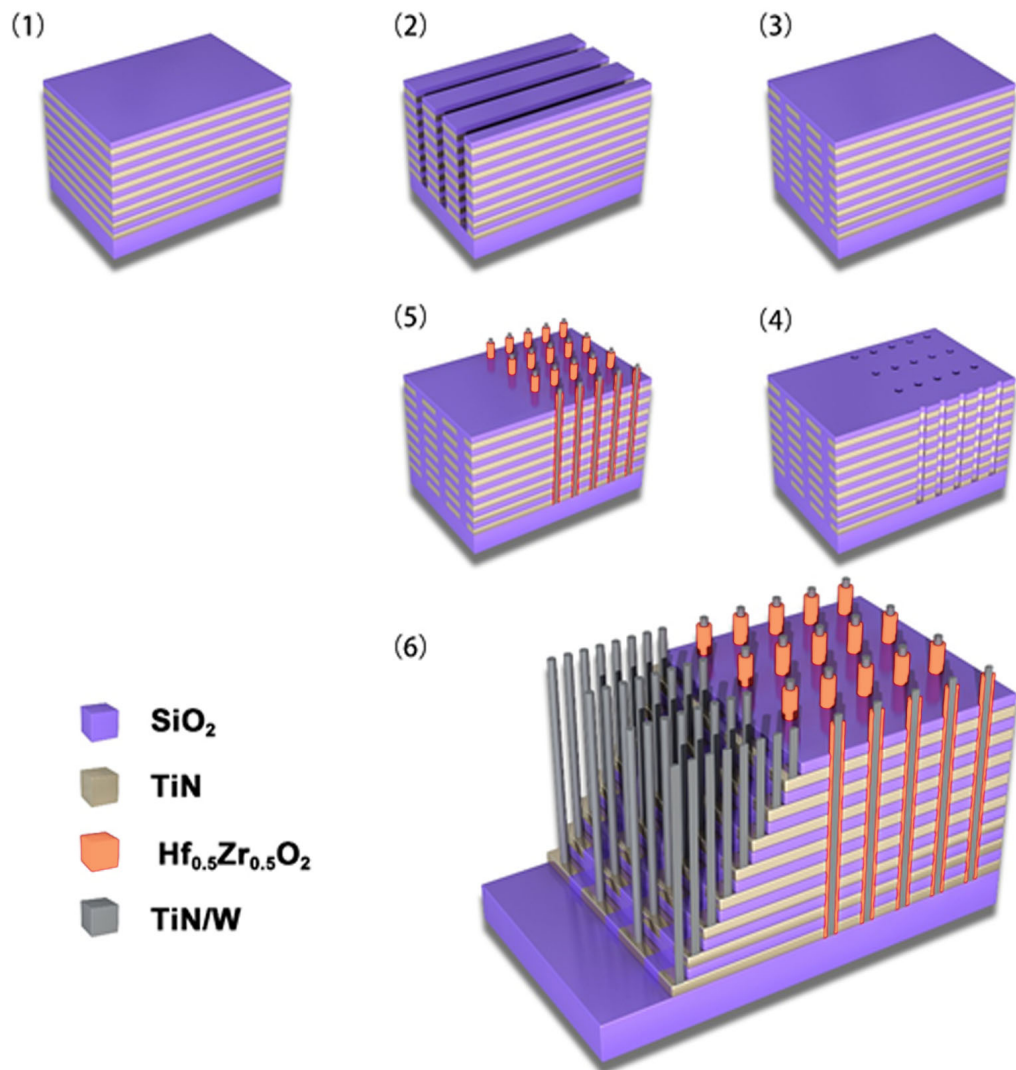 (1)
(2)
(3)
(5)
(4)
(6)
SiO₂
TiN
Hf₀.₅Zr₀.₅O₂
TiN/W